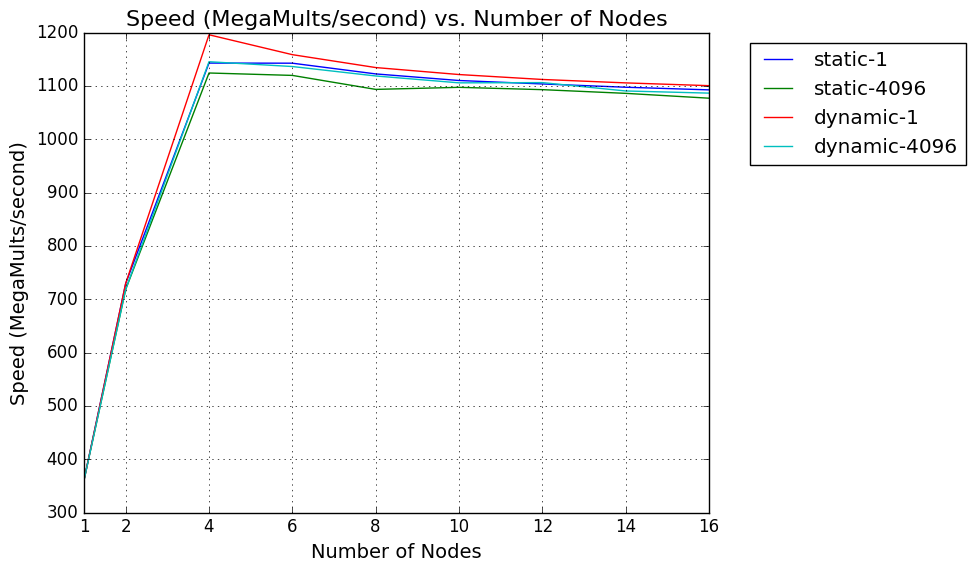 Speed (MegaMults/second) vs. Number of Nodes
1200
1100
1000
900
800
700
600
500
400
300
Speed (MegaMults/second)
1 2 4 6 8 10 12 14 16
Number of Nodes
static-1
static-4096
dynamic-1
dynamic-4096